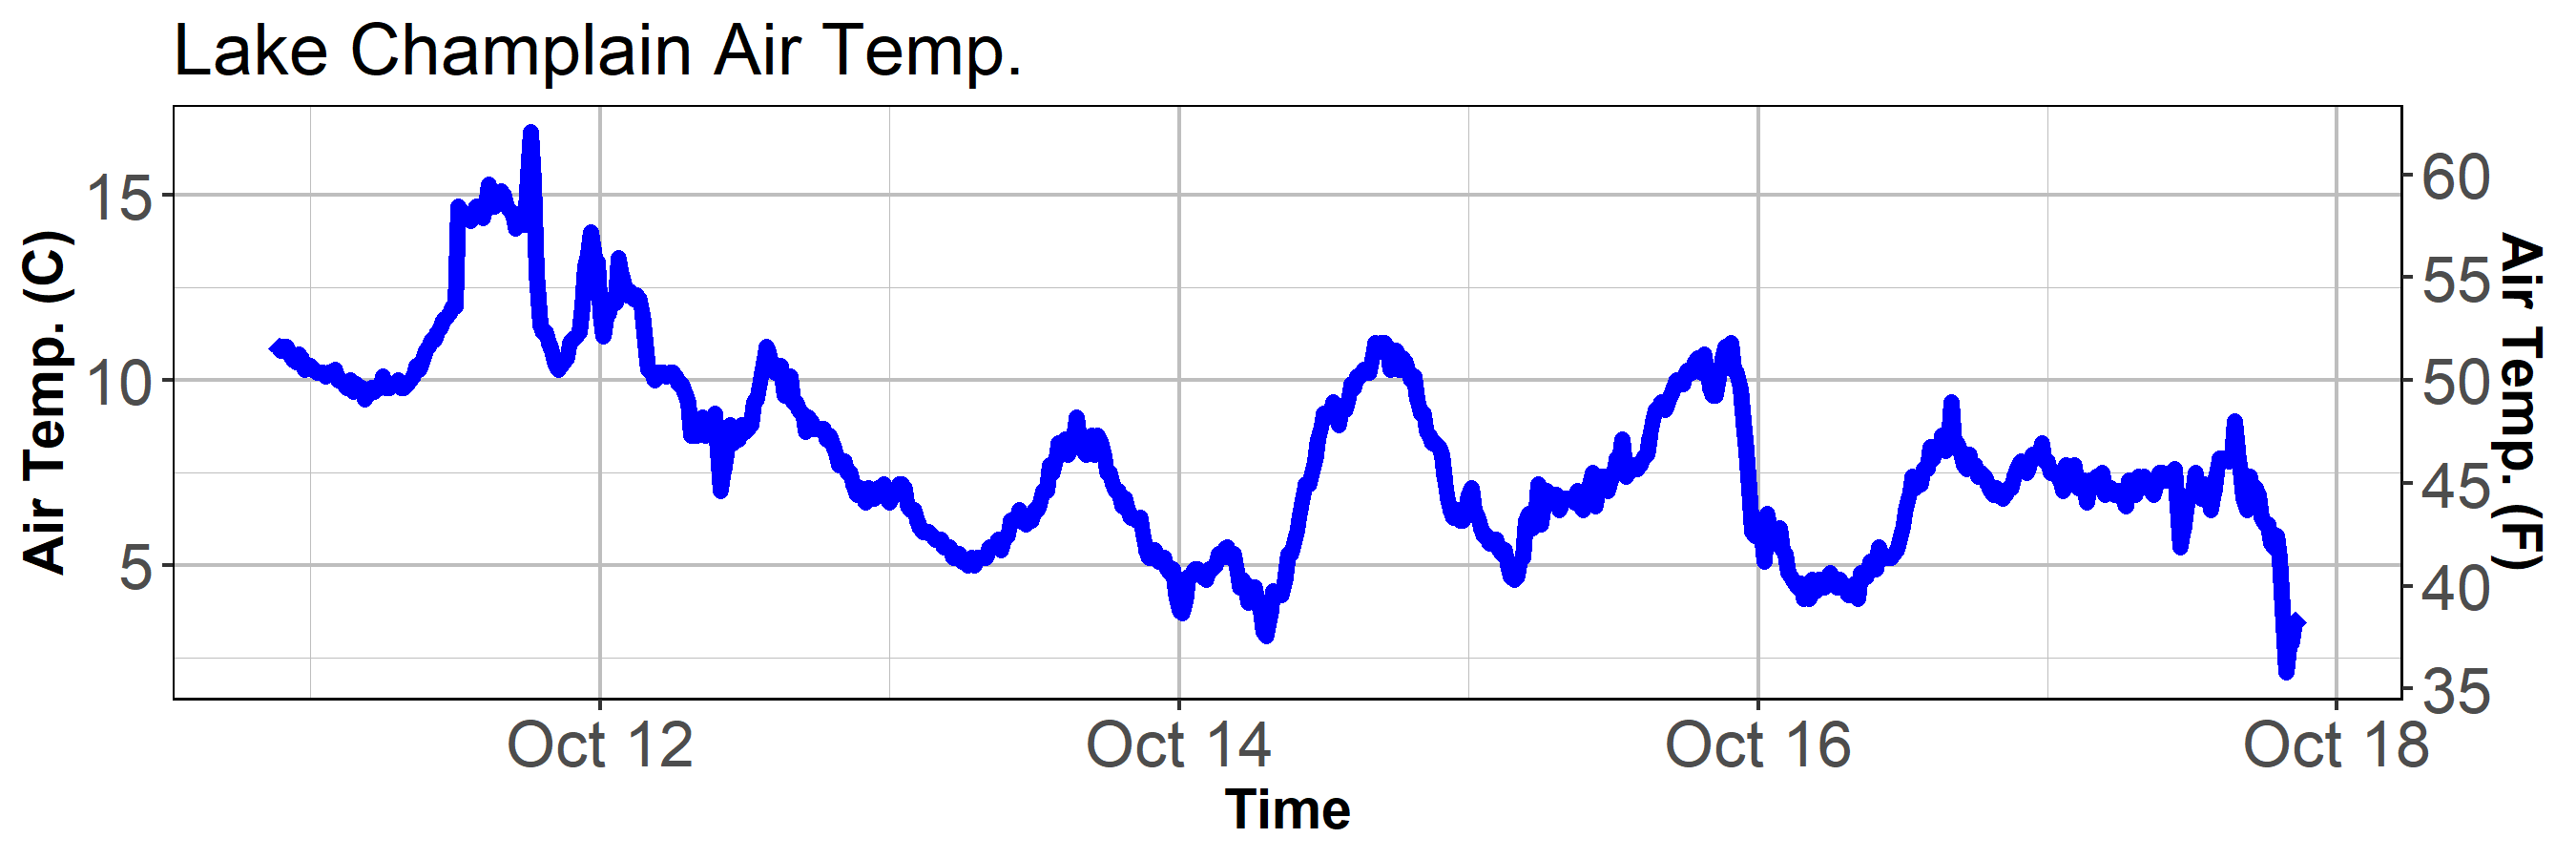 Lake Champlain Air Temp.
Air Temp. (C)
15
10
5
60
55
50
45
40
35
Air Temp. (F)
Oct 12
Oct 14
Oct 16
Oct 18
Time